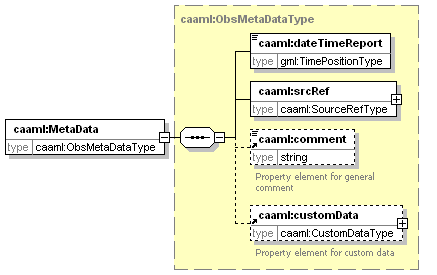 caaml:ObsMetaDataType
caaml:dateTimeReport
type gml:TimePositionType
caaml:srcRef
type caaml:SourceRefType
caaml:MetaData
type caaml:ObsMetaDataType
caaml:comment
type string
Property element for general
comment
caaml:customData
type caaml:CustomDataType
Property element for custom data